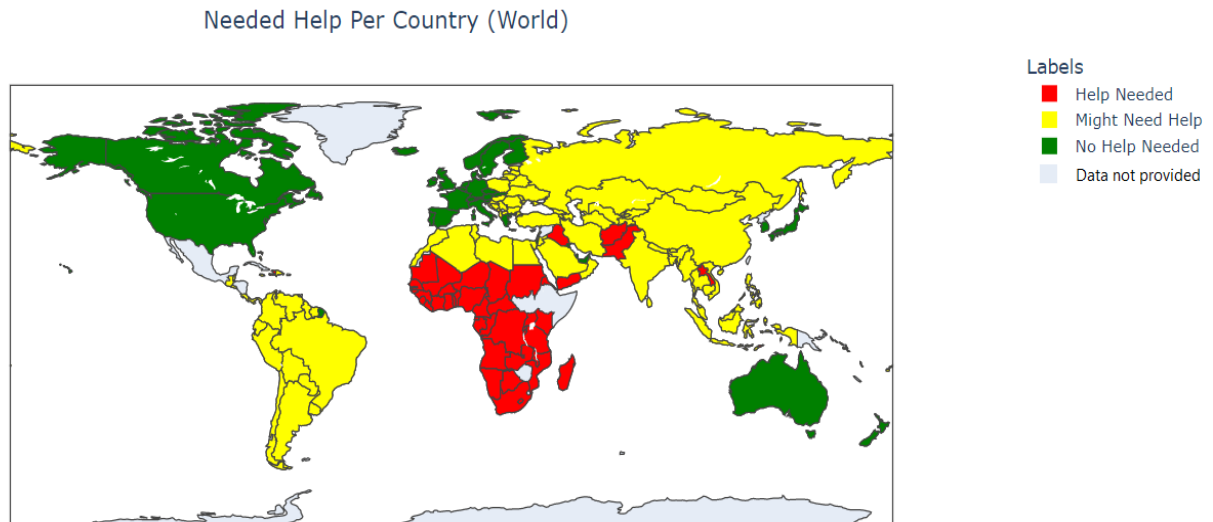 Needed Help Per Country (World)
Labels
Help Needed
Might Need Help
No Help Needed
Data not provided